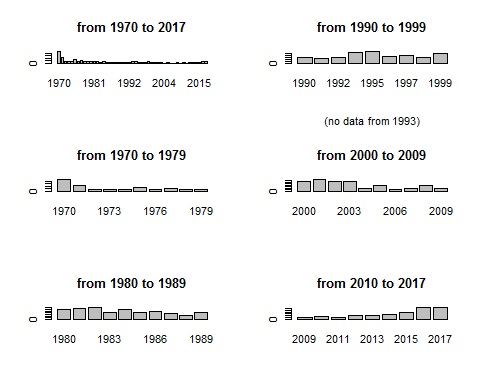 from 1970 to 2017
0
1970 1981 1992 2004 2015
from 1990 to 1999
0
1990 1992 1995 1997 1999
(no data from 1993)
from 1970 to 1979
0
1970 1973 1976 1979
from 2000 to 2009
0
2000 2003 2006 2009
from 1980 to 1989
0
1980 1983 1986 1989
from 2010 to 2017
0
2009 2011 2013 2015 2017